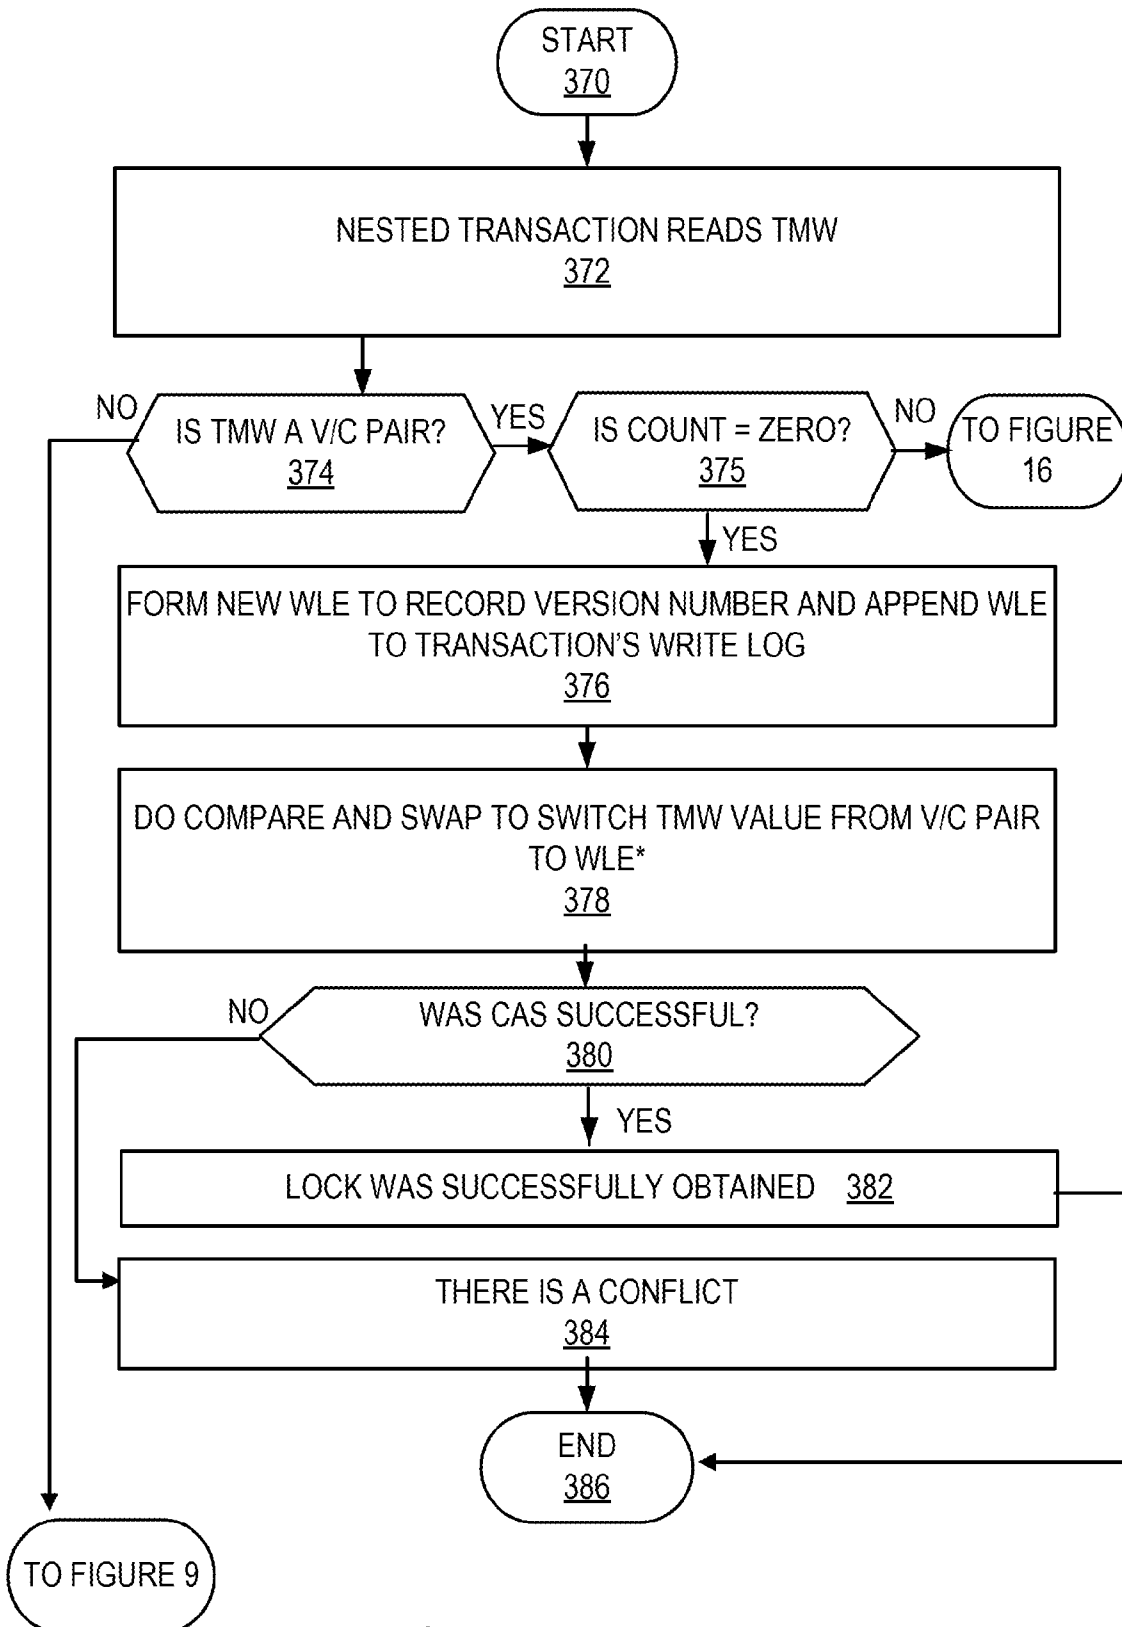 START
370
NESTED TRANSACTION READS TMW
372
NO
IS TMW A V/C PAIR?
374
YES
IS COUNT = ZERO?
375
NO
TO FIGURE
16
YES
FORM NEW WLE TO RECORD VERSION NUMBER AND APPEND WLE
TO TRANSACTION'S WRITE LOG
376
DO COMPARE AND SWAP TO SWITCH TMW VALUE FROM V/C PAIR
TO WLE*
378
NO
WAS CAS SUCCESSFUL?
380
YES
LOCK WAS SUCCESSFULLY OBTAINED 382
THERE IS A CONFLICT
384
END
386
TO FIGURE 9